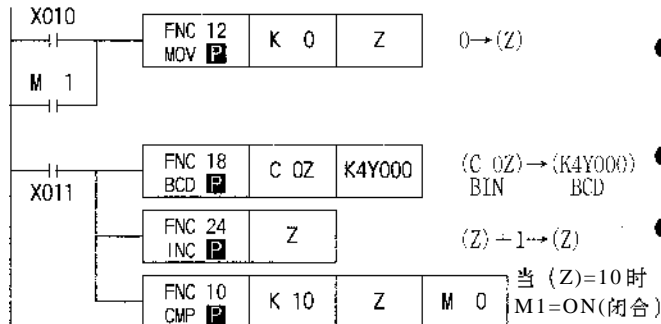 X010
FNC 12
MOV P K 0 Z 0→(Z)
M 1
FNC 18
BCD P C 0Z K4Y000 (C 0Z)→(K4Y000)
BIN BCD
X011
FNC 24
INC P Z (Z)+1→(Z)
FNC 10
CMP P K 10 Z M 0
当 (Z)=10时
M1=ON(闭合)